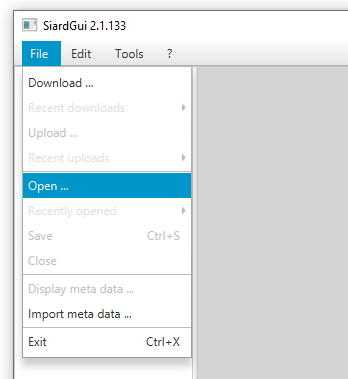 SiardGui 2.1.133
File Edit Tools ?
Download ...
Recent downloads
Upload ...
Recent uploads
Open ...
Recently opened
Save Ctrl+S
Close
Display meta data ...
Import meta data ...
Exit Ctrl+X